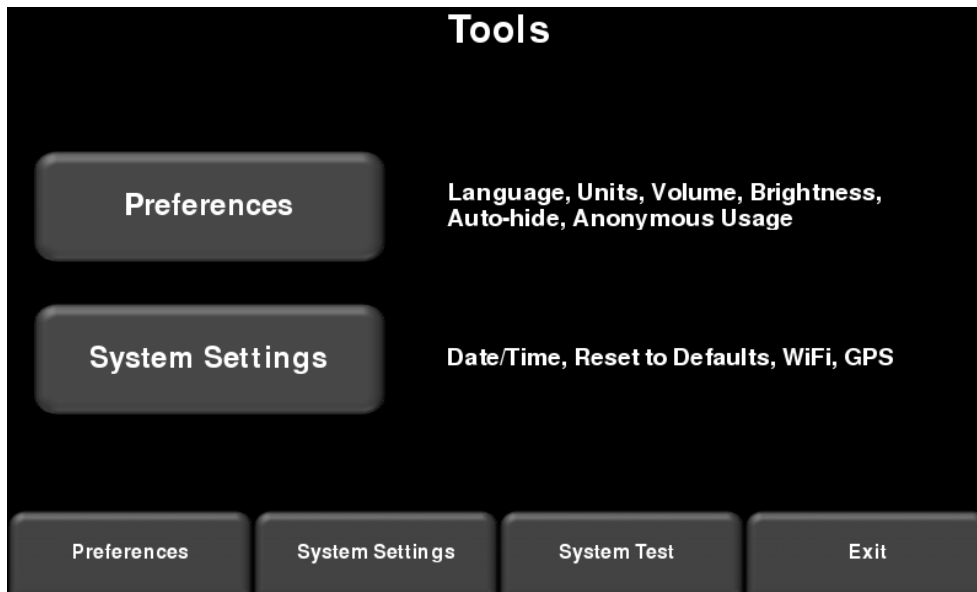 Tools
Preferences
Language, Units, Volume, Brightness,
Auto-hide, Anonymous Usage
System Settings
Date/Time, Reset to Defaults, WiFi, GPS
Preferences
System Settings
System Test
Exit